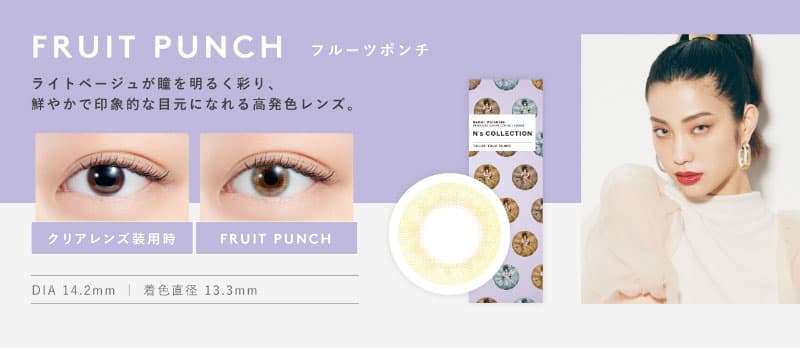 FRUIT PUNCH フルーツポンチ
ライトベージュが瞳を明るく彩り、
鮮やかで印象的な目元になれる高発色レンズ。
N's COLLECTION
COLOR: FRUIT PUNCH
クリアレンズ装用時
FRUIT PUNCH
DIA 14.2mm | 着色直径 13.3mm